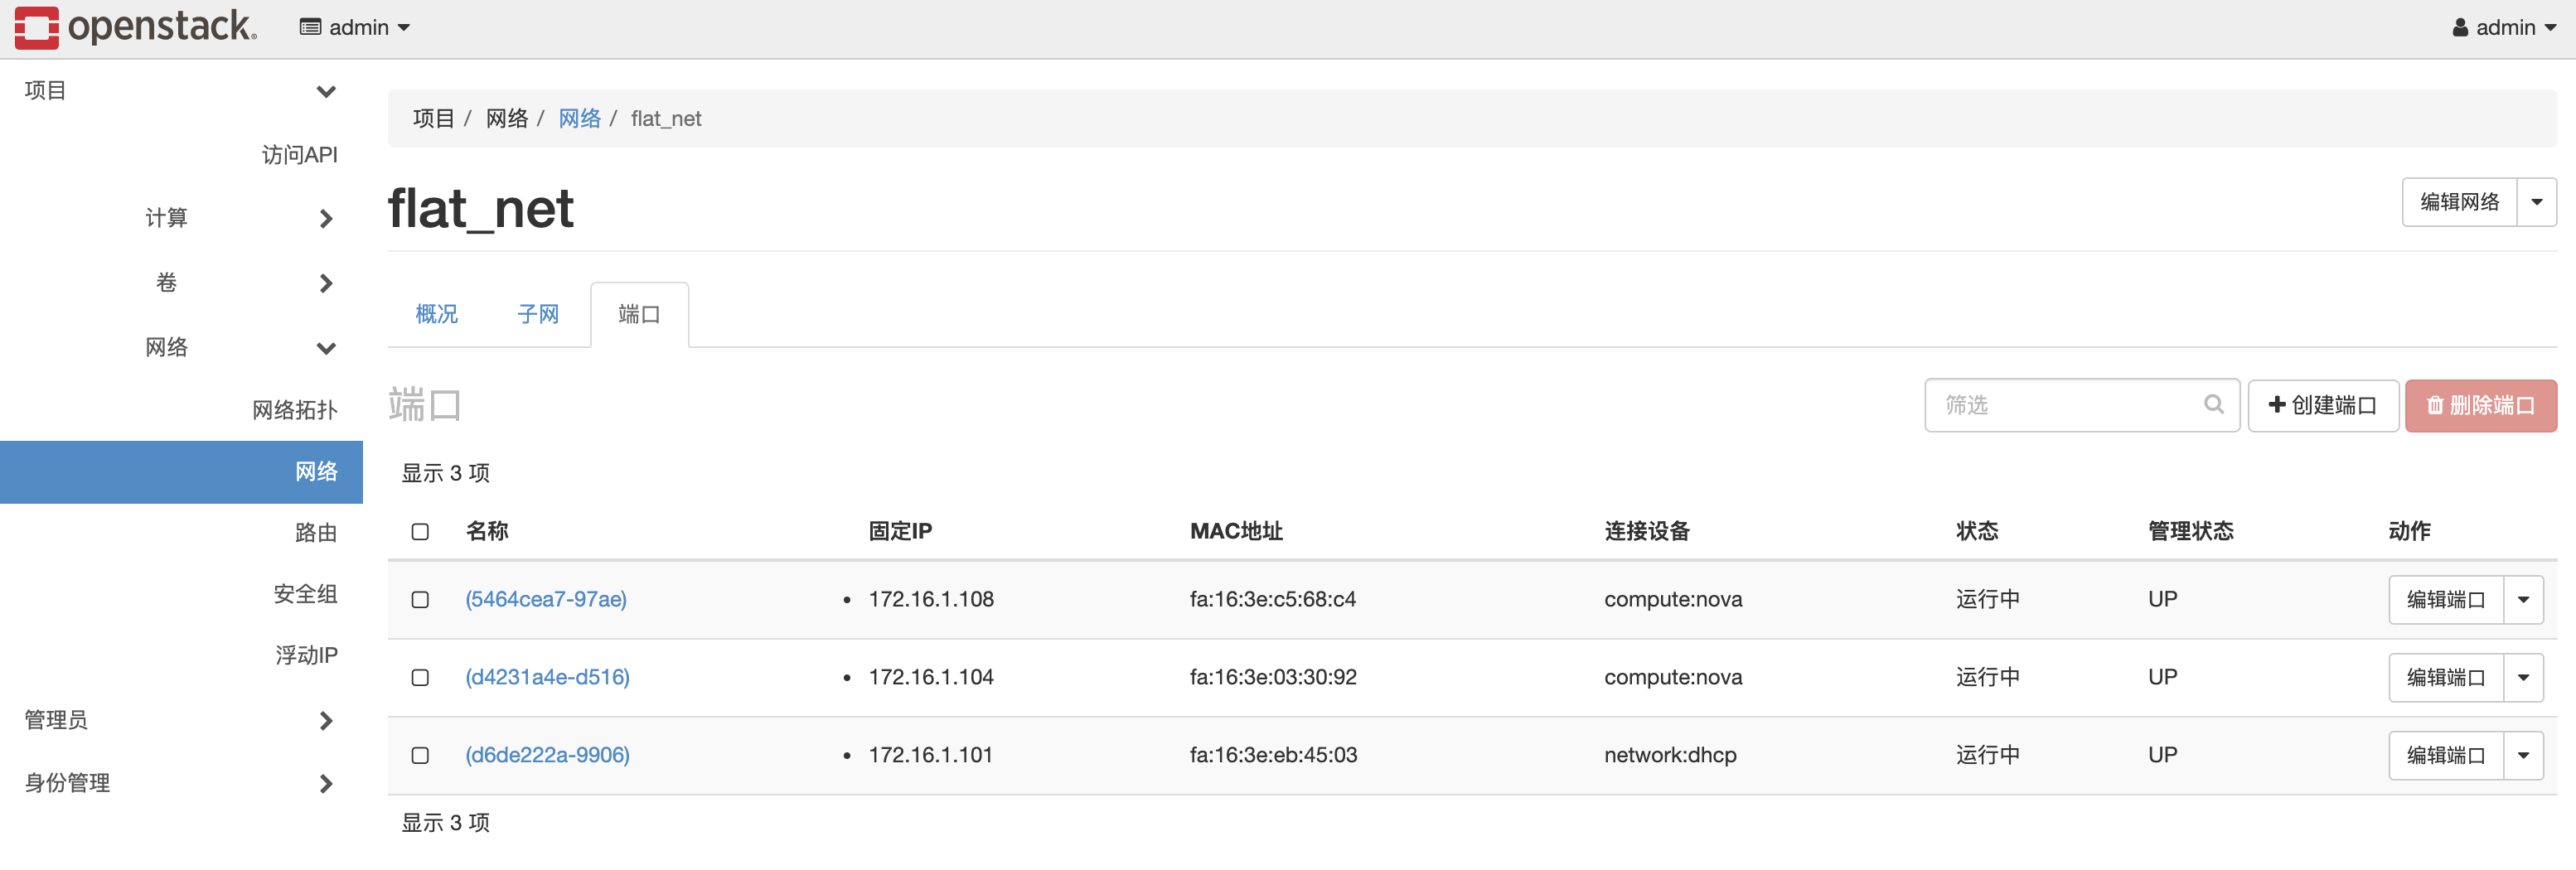 openstack. admin admin
项目
访问API
计算
卷
网络
网络拓扑
网络
路由
安全组
浮动IP
管理员
身份管理
项目 / 网络 / 网络 / flat_net
flat_net 编辑网络
概况 子网 端口
端口 筛选 创建端口 删除端口
显示 3 项
名称 固定IP MAC地址 连接设备 状态 管理状态 动作
(5464cea7-97ae) • 172.16.1.108 fa:16:3e:c5:68:c4 compute:nova 运行中 UP 编辑端口
(d4231a4e-d516) • 172.16.1.104 fa:16:3e:03:30:92 compute:nova 运行中 UP 编辑端口
(d6de222a-9906) • 172.16.1.101 fa:16:3e:eb:45:03 network:dhcp 运行中 UP 编辑端口
显示 3 项